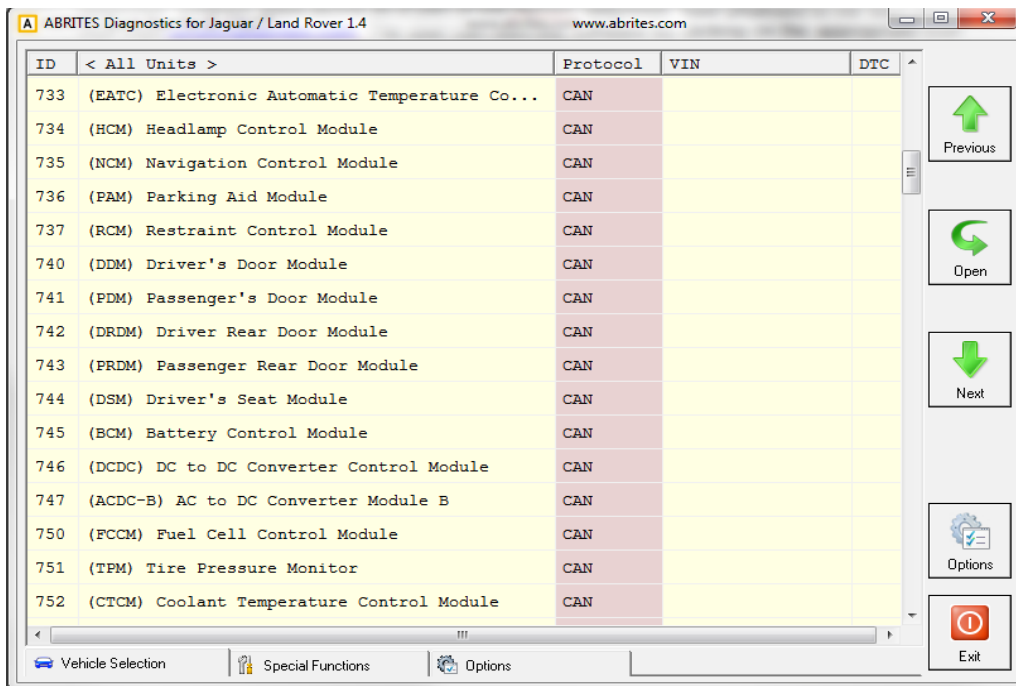 A ABRITES Diagnostics for Jaguar / Land Rover 1.4 www.abrites.com
ID < All Units > Protocol VIN DTC
733 (EATC) Electronic Automatic Temperature Co... CAN
734 (HCM) Headlamp Control Module CAN
735 (NCM) Navigation Control Module CAN
736 (PAM) Parking Aid Module CAN
737 (RCM) Restraint Control Module CAN
740 (DDM) Driver's Door Module CAN
741 (PDM) Passenger's Door Module CAN
742 (DRDM) Driver Rear Door Module CAN
743 (PRDM) Passenger Rear Door Module CAN
744 (DSM) Driver's Seat Module CAN
745 (BCM) Battery Control Module CAN
746 (DCDC) DC to DC Converter Control Module CAN
747 (ACDC-B) AC to DC Converter Module B CAN
750 (FCCM) Fuel Cell Control Module CAN
751 (TPM) Tire Pressure Monitor CAN
752 (CTCM) Coolant Temperature Control Module CAN
Previous
Open
Next
Options
Exit
Vehicle Selection Special Functions Options